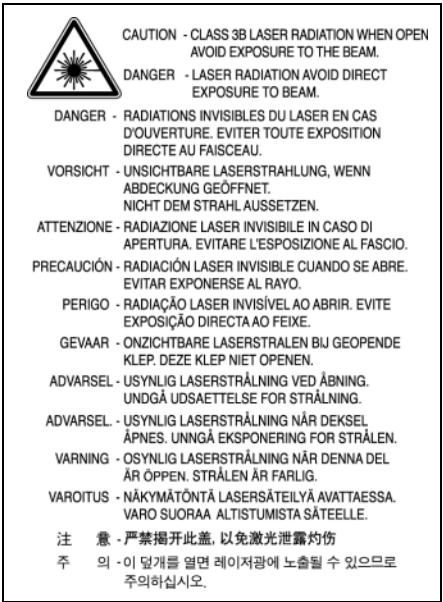 CAUTION - CLASS 3B LASER RADIATION WHEN OPEN
AVOID EXPOSURE TO THE BEAM.
DANGER - LASER RADIATION AVOID DIRECT
EXPOSURE TO BEAM.
DANGER - RADIATIONS INVISIBLES DU LASER EN CAS
D'OUVERTURE. EVITER TOUTE EXPOSITION
DIRECTE AU FAISCEAU.
VORSICHT - UNSICHTBARE LASERSTRAHLUNG, WENN
ABDECKUNG GEÖFFNET.
NICHT DEM STRAHL AUSSETZEN.
ATTENZIONE - RADIAZIONE LASER INVISIBILE IN CASO DI
APERTURA. EVITARE L'ESPOSIZIONE AL FASCIO.
PRECAUCIÓN - RADIACIÓN LASER INVISIBLE CUANDO SE ABRE.
EVITAR EXPONERSE AL RAYO.
PERIGO - RADIAÇÃO LASER INVISÍVEL AO ABRIR. EVITE
EXPOSIÇÃO DIRECTA AO FEIXE.
GEVAAR - ONZICHTBARE LASERSTRALEN BIJ GEOPENDE
KLEP. DEZE KLEP NIET OPENEN.
ADVARSEL - USYNLIG LASERSTRÅLNING VED ÅBNING.
UNDGÅ UDSAETTELSE FOR STRÅLNING.
ADVARSEL. - USYNLIG LASERSTRÅLNING NÅR DEKSEL
ÅPNES. UNNGÅ EKSPONERING FOR STRÅLEN.
VARNING - OSYNLIG LASERSTRÅLNING NÄR DENNA DEL
ÄR ÖPPEN. STRÅLEN ÄR FARLIG.
VAROITUS - NÄKYMÄTÖNTÄ LASERSÄTEILYÄ AVATTAESSA.
VARO SUORAA ALTISTUMISTA SÄTEELLE.
注 意 - 严禁揭开此盖, 以免激光泄露灼伤
주 의 - 이 덮개를 열면 레이저광에 노출될 수 있으므로
주의하십시오.